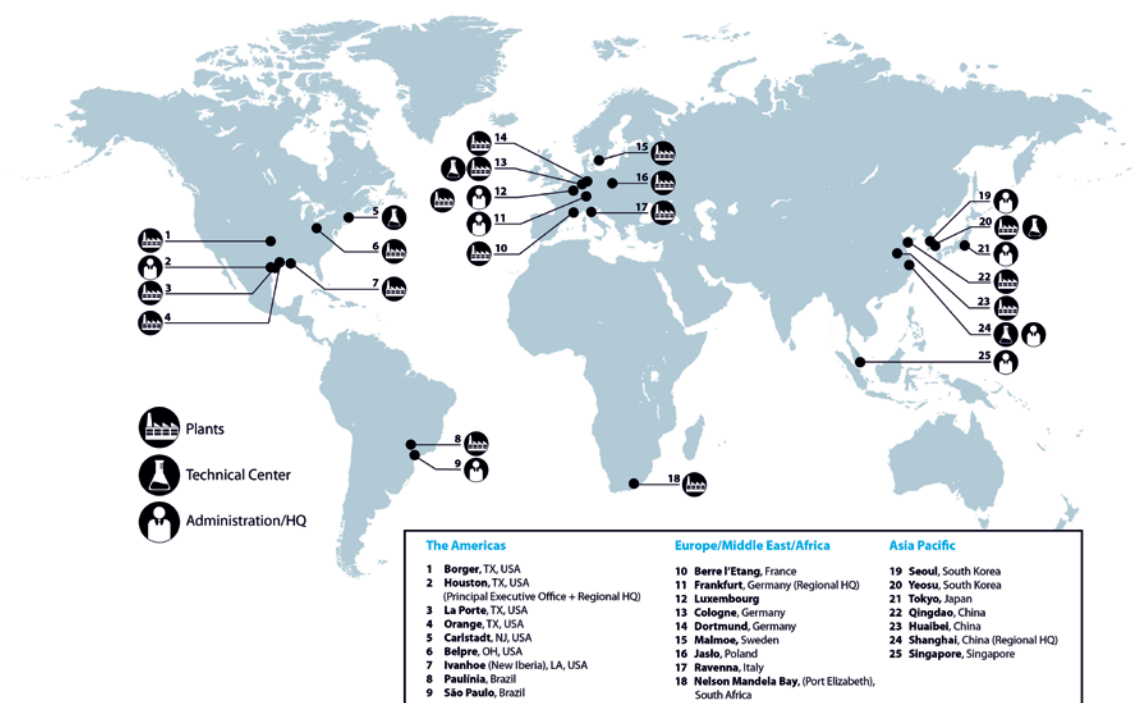 14
15
13
16
12
17
11
10
5
6
1
2
3
4
7
19
20
21
22
23
24
25
8
9
18
Plants
Technical Center
Administration/HQ
The Americas
1 Borger, TX, USA
2 Houston, TX, USA
(Principal Executive Office + Regional HQ)
3 La Porte, TX, USA
4 Orange, TX, USA
5 Carlstadt, NJ, USA
6 Belpre, OH, USA
7 Ivanhoe (New Iberia), LA, USA
8 Paulínia, Brazil
9 São Paulo, Brazil
Europe/Middle East/Africa
10 Berre l'Etang, France
11 Frankfurt, Germany (Regional HQ)
12 Luxembourg
13 Cologne, Germany
14 Dortmund, Germany
15 Malmoe, Sweden
16 Jasło, Poland
17 Ravenna, Italy
18 Nelson Mandela Bay, (Port Elizabeth),
South Africa
Asia Pacific
19 Seoul, South Korea
20 Yeosu, South Korea
21 Tokyo, Japan
22 Qingdao, China
23 Huaibei, China
24 Shanghai, China (Regional HQ)
25 Singapore, Singapore